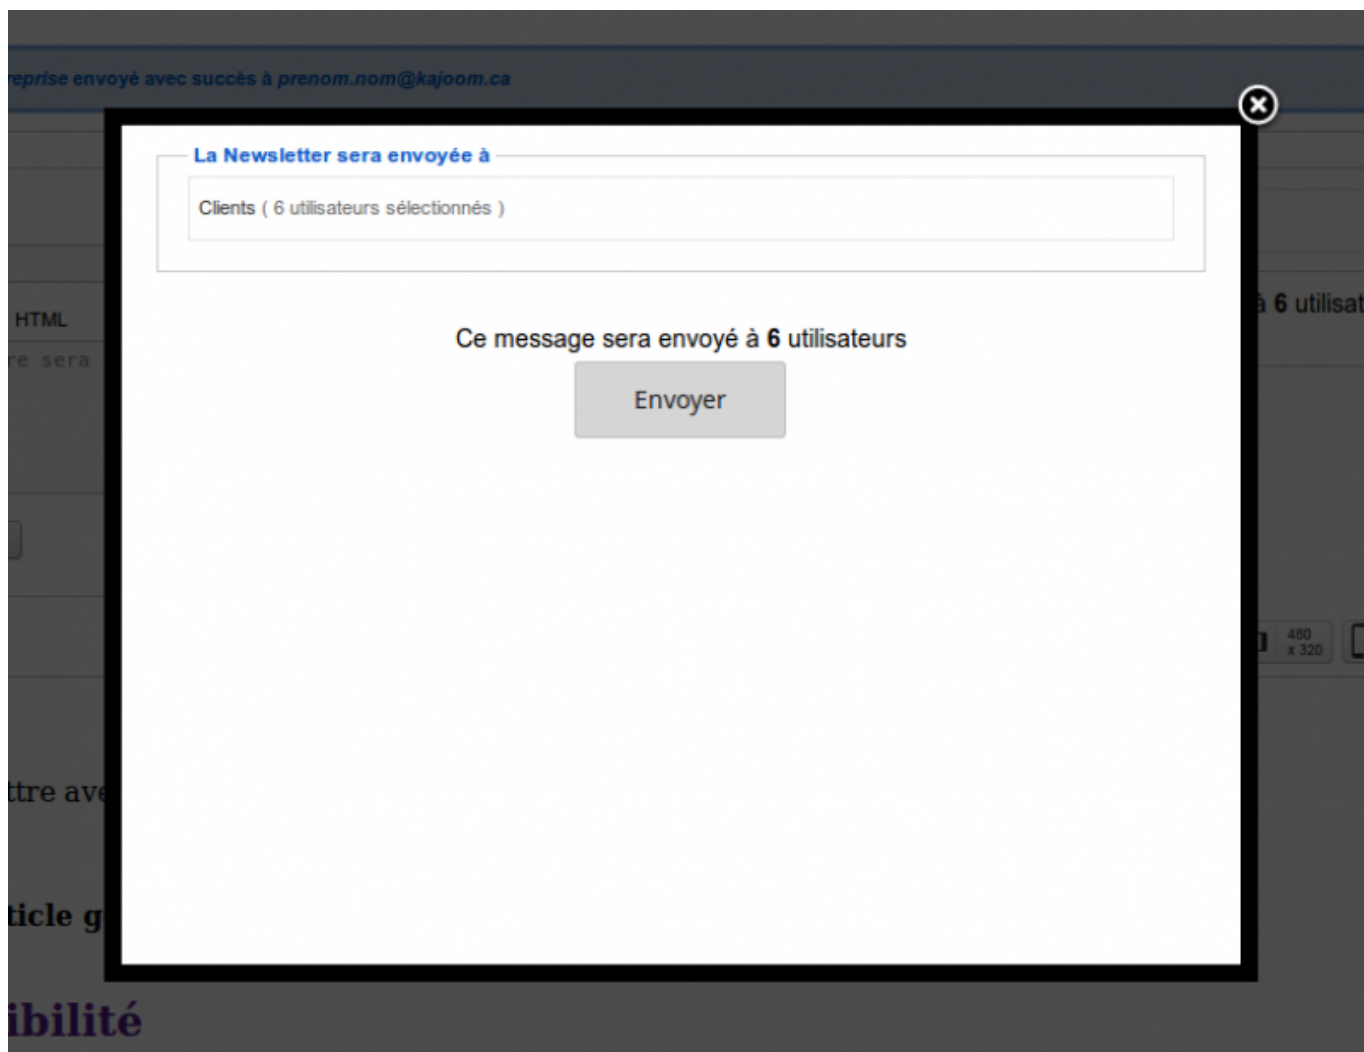 reprise envoyé avec succès à prenom.nom@kajoom.ca
La Newsletter sera envoyée à
Clients ( 6 utilisateurs sélectionnés )
à 6 utilisat
HTML
Ce message sera envoyé à 6 utilisateurs
re sera
Envoyer
480
x 320
ttre ave
ticle g
ibilité